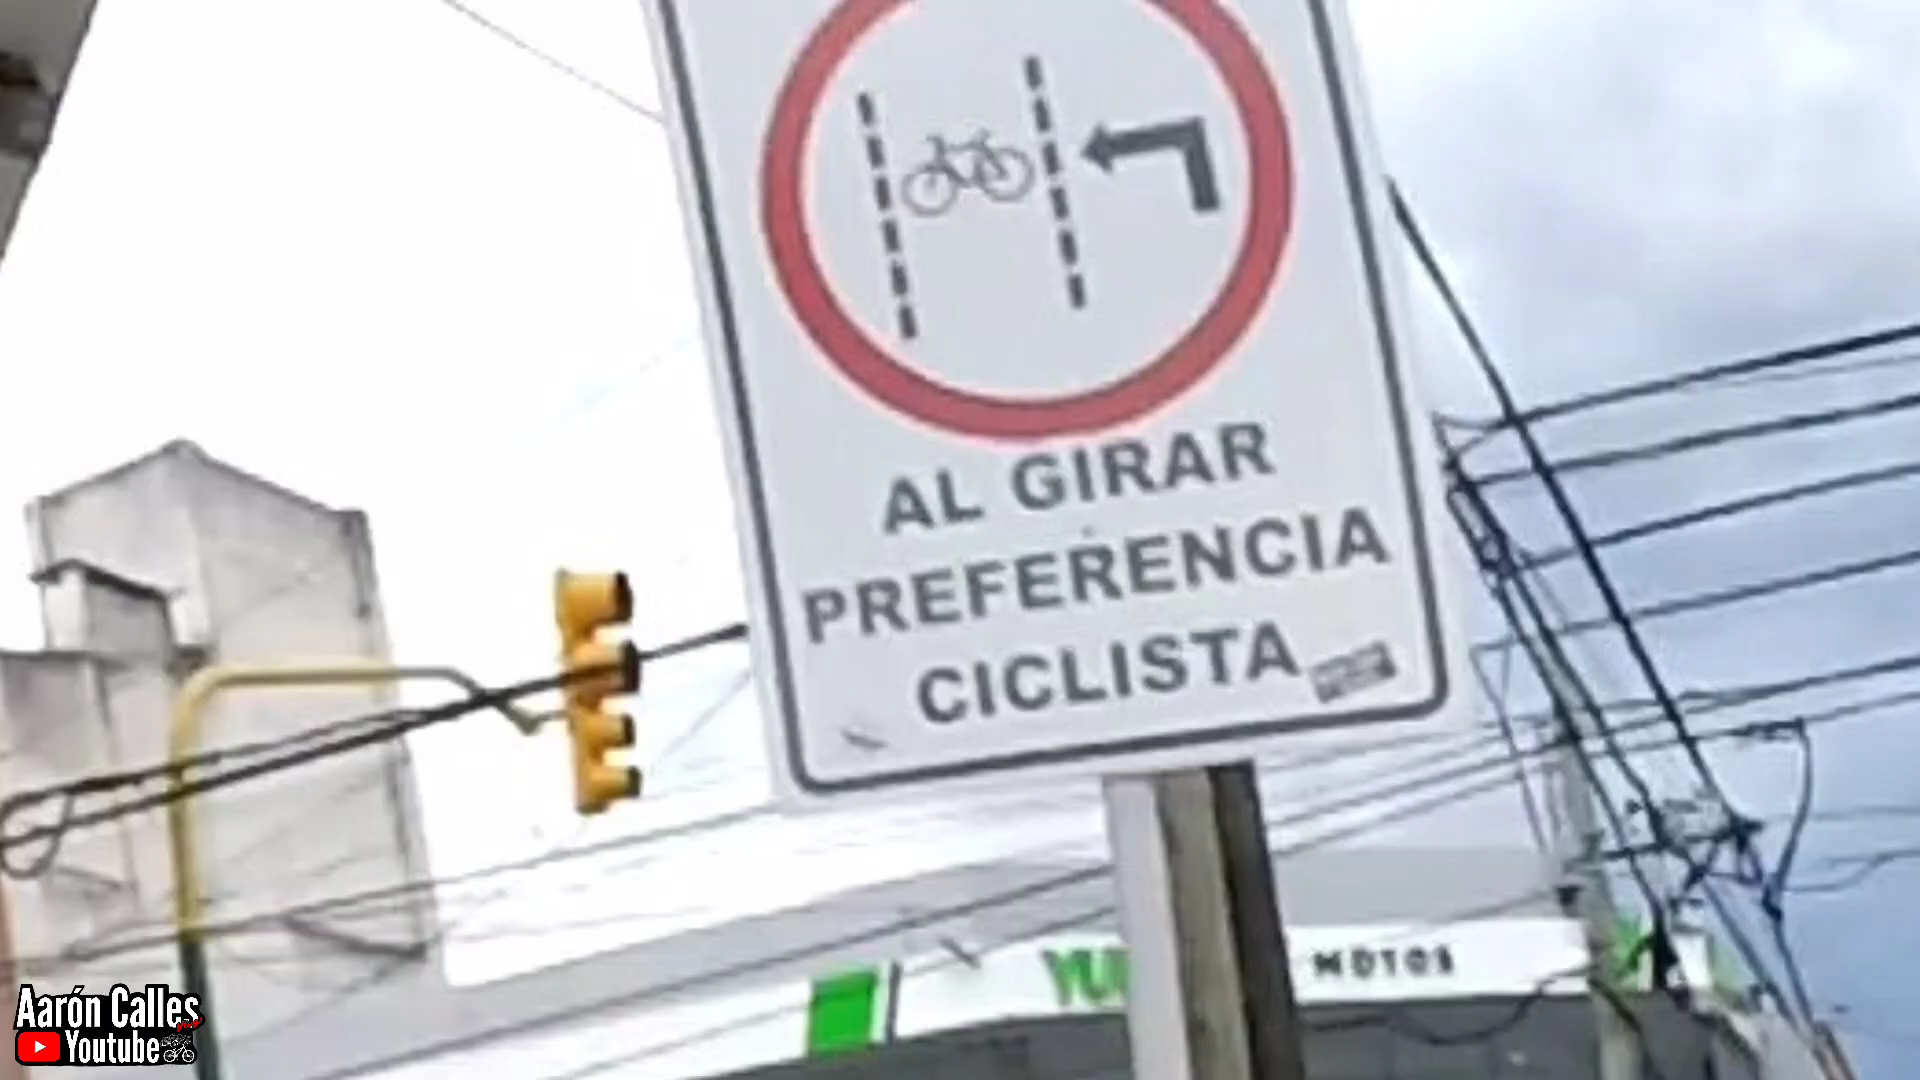 AL GIRAR
PREFERENCIA
CICLISTA
MOTOS
Aarón Calles
Youtube